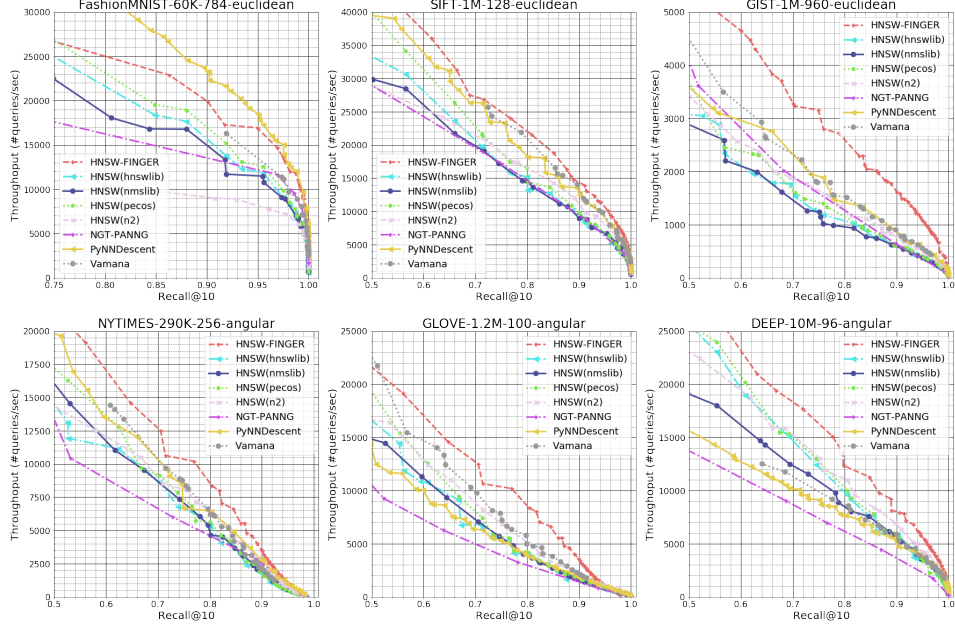 FashionMNIST-60K-784-euclidean
Throughoput (#queries/sec)
30000
25000
20000
15000
10000
5000
0
HNSW-FINGER
HNSW(hnswlib)
HNSW(nmslib)
HNSW(pecos)
HNSW(n2)
NGT-PANNG
PyNNDescent
Vamana
0.75 0.80 0.85 0.90 0.95 1.00
Recall@10
SIFT-1M-128-euclidean
Throughoput (#queries/sec)
40000
35000
30000
25000
20000
15000
10000
5000
0
HNSW-FINGER
HNSW(hnswlib)
HNSW(nmslib)
HNSW(pecos)
HNSW(n2)
NGT-PANNG
PyNNDescent
Vamana
0.5 0.6 0.7 0.8 0.9 1.0
Recall@10
GIST-1M-960-euclidean
Throughoput (#queries/sec)
5000
4000
3000
2000
1000
0
HNSW-FINGER
HNSW(hnswlib)
HNSW(nmslib)
HNSW(pecos)
HNSW(n2)
NGT-PANNG
PyNNDescent
Vamana
0.5 0.6 0.7 0.8 0.9 1.0
Recall@10
NYTIMES-290K-256-angular
Throughoput (#queries/sec)
20000
17500
15000
12500
10000
7500
5000
2500
0
HNSW-FINGER
HNSW(hnswlib)
HNSW(nmslib)
HNSW(pecos)
HNSW(n2)
NGT-PANNG
PyNNDescent
Vamana
0.5 0.6 0.7 0.8 0.9 1.0
Recall@10
GLOVE-1.2M-100-angular
Throughoput (#queries/sec)
25000
20000
15000
10000
5000
0
HNSW-FINGER
HNSW(hnswlib)
HNSW(nmslib)
HNSW(pecos)
HNSW(n2)
NGT-PANNG
PyNNDescent
Vamana
0.5 0.6 0.7 0.8 0.9 1.0
Recall@10
DEEP-10M-96-angular
Throughoput (#queries/sec)
25000
20000
15000
10000
5000
0
HNSW-FINGER
HNSW(hnswlib)
HNSW(nmslib)
HNSW(pecos)
HNSW(n2)
NGT-PANNG
PyNNDescent
Vamana
0.5 0.6 0.7 0.8 0.9 1.0
Recall@10